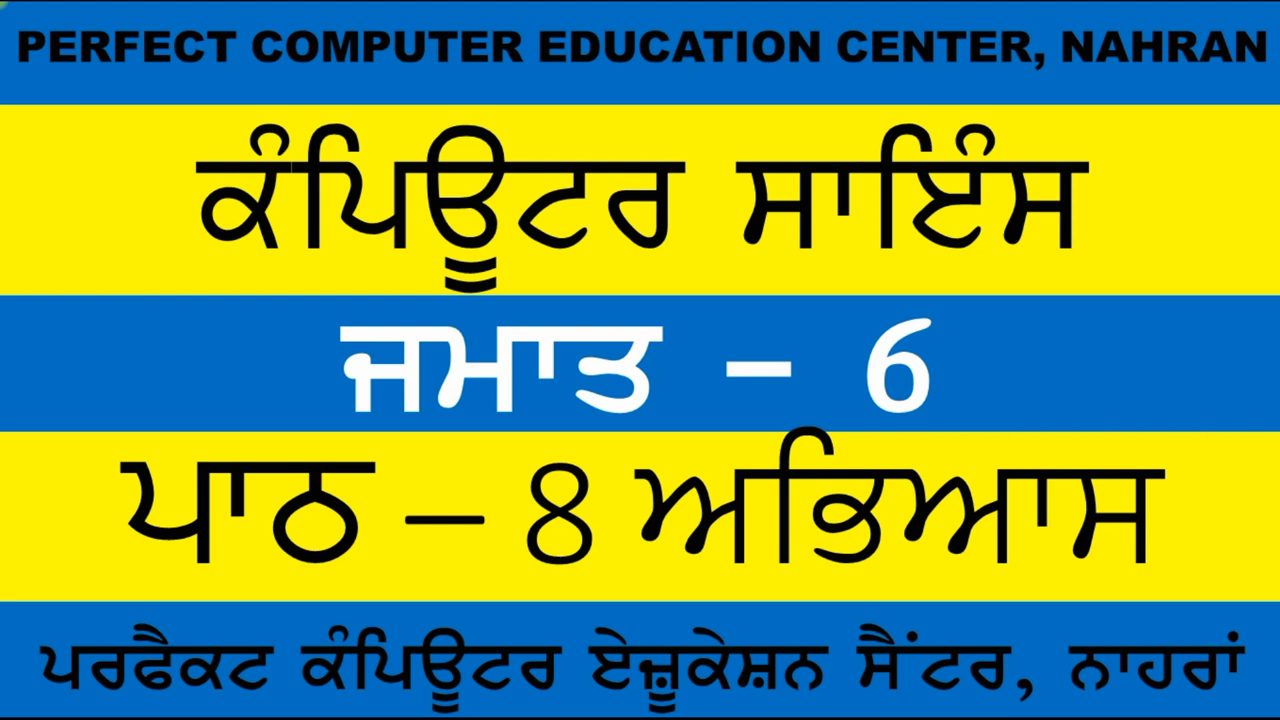 PERFECT COMPUTER EDUCATION CENTER, NAHRAN
ਕੰਪਿਊਟਰ ਸਾਇੰਸ
ਜਮਾਤ - 6
ਪਾਠ – 8 ਅਭਿਆਸ
ਪਰਫੈਕਟ ਕੰਪਿਊਟਰ ਏਜ਼ੂਕੇਸ਼ਨ ਸੈਂਟਰ, ਨਾਹਰਾਂ